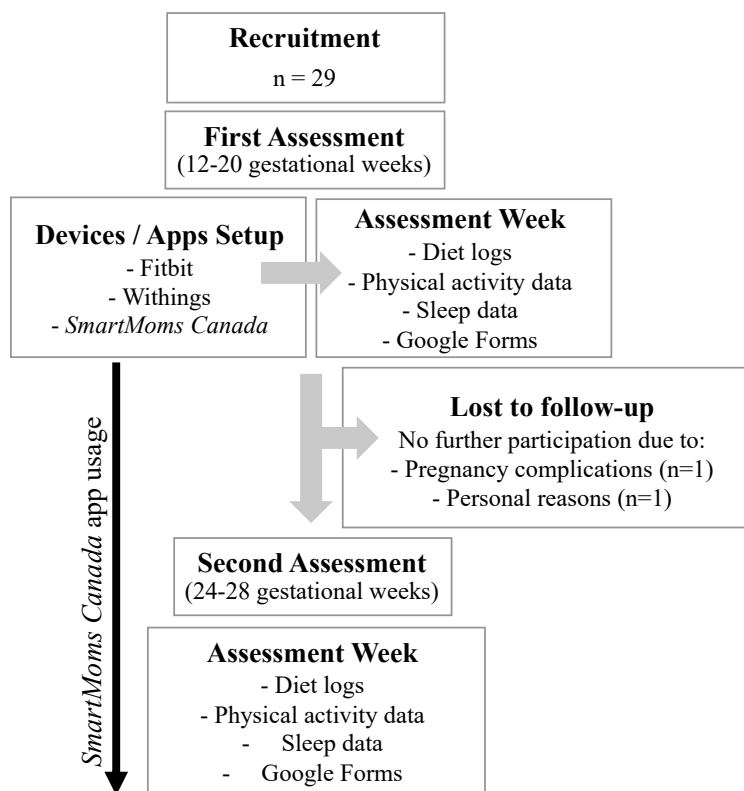 Recruitment
n = 29
First Assessment
(12-20 gestational weeks)
Devices / Apps Setup
- Fitbit
- Withings
- SmartMoms Canada
Assessment Week
- Diet logs
- Physical activity data
- Sleep data
- Google Forms
Lost to follow-up
No further participation due to:
- Pregnancy complications (n=1)
- Personal reasons (n=1)
SmartMoms Canada app usage
Second Assessment
(24-28 gestational weeks)
Assessment Week
- Diet logs
- Physical activity data
- Sleep data
- Google Forms